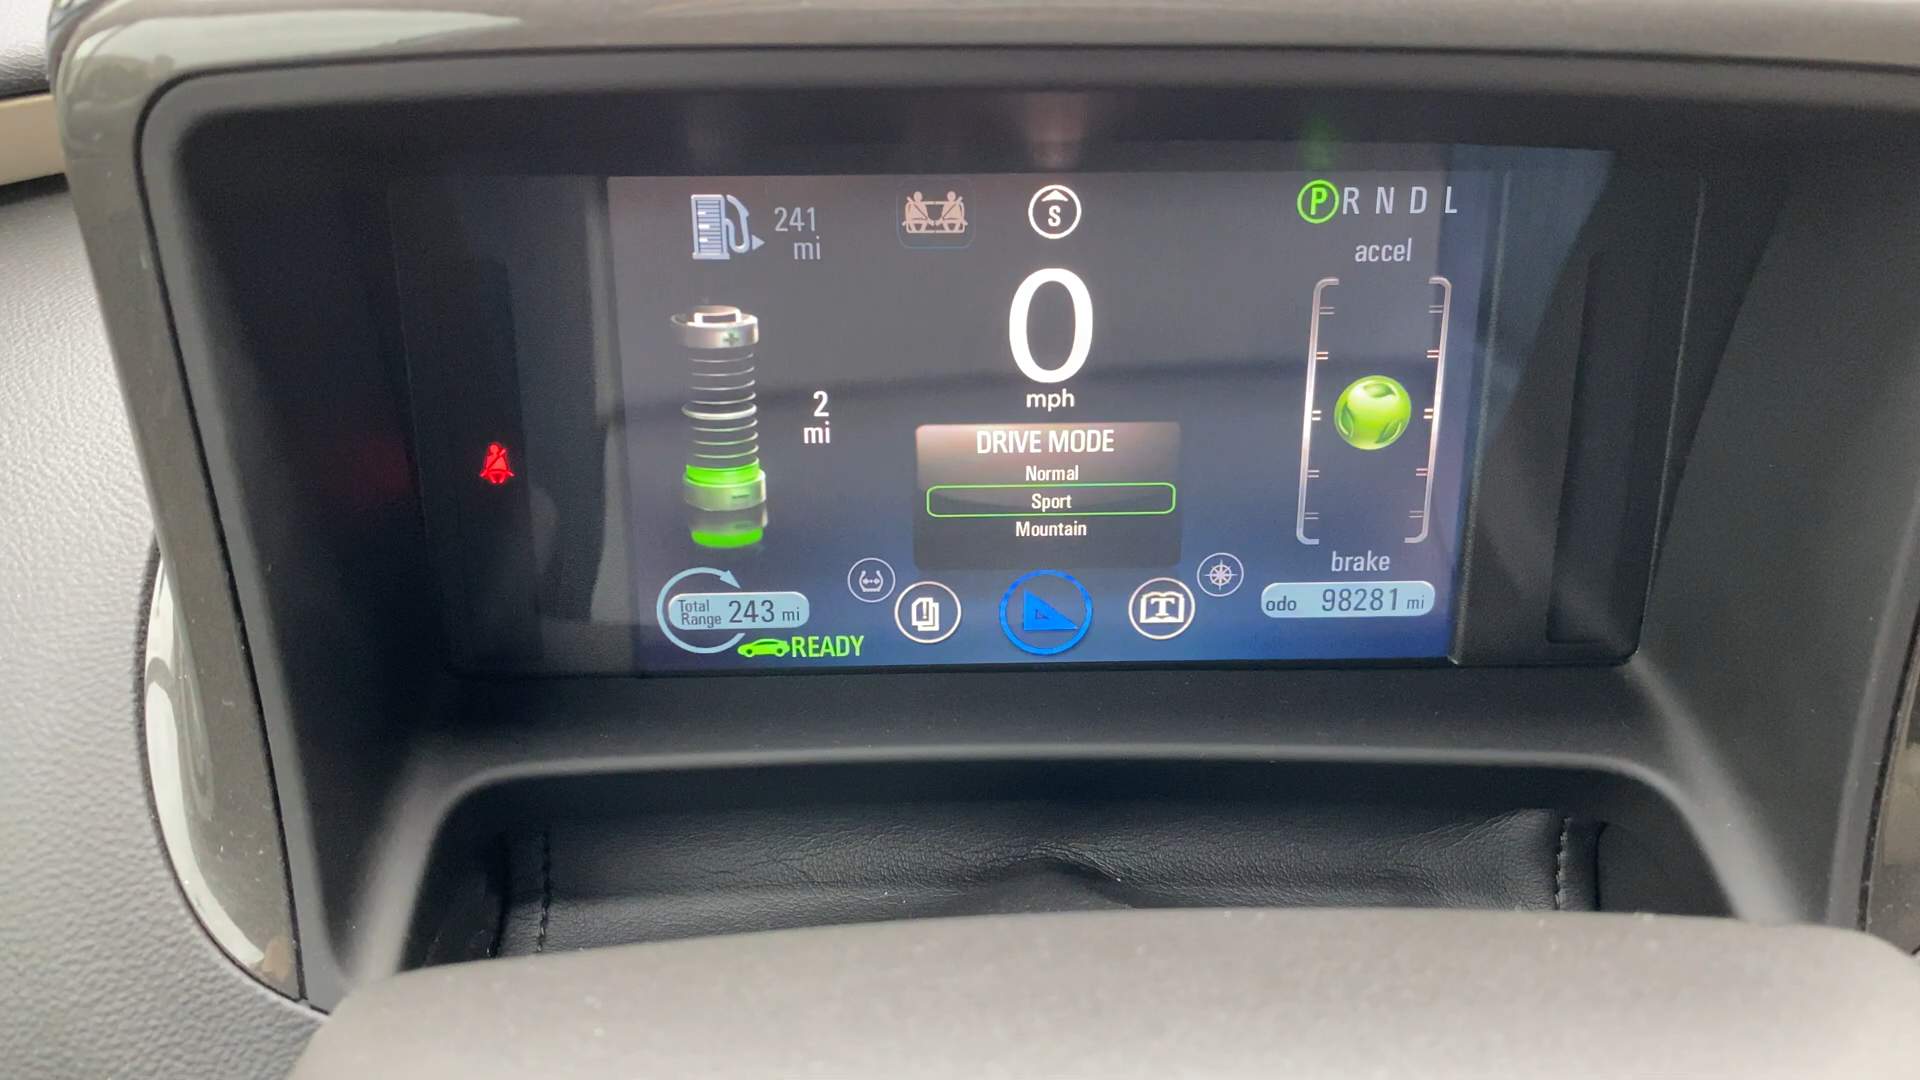 241
mi
S
P R N D L
accel
0
mph
2
mi
DRIVE MODE
Normal
Sport
Mountain
brake
Total
Range 243 mi
READY
odo 98281 mi